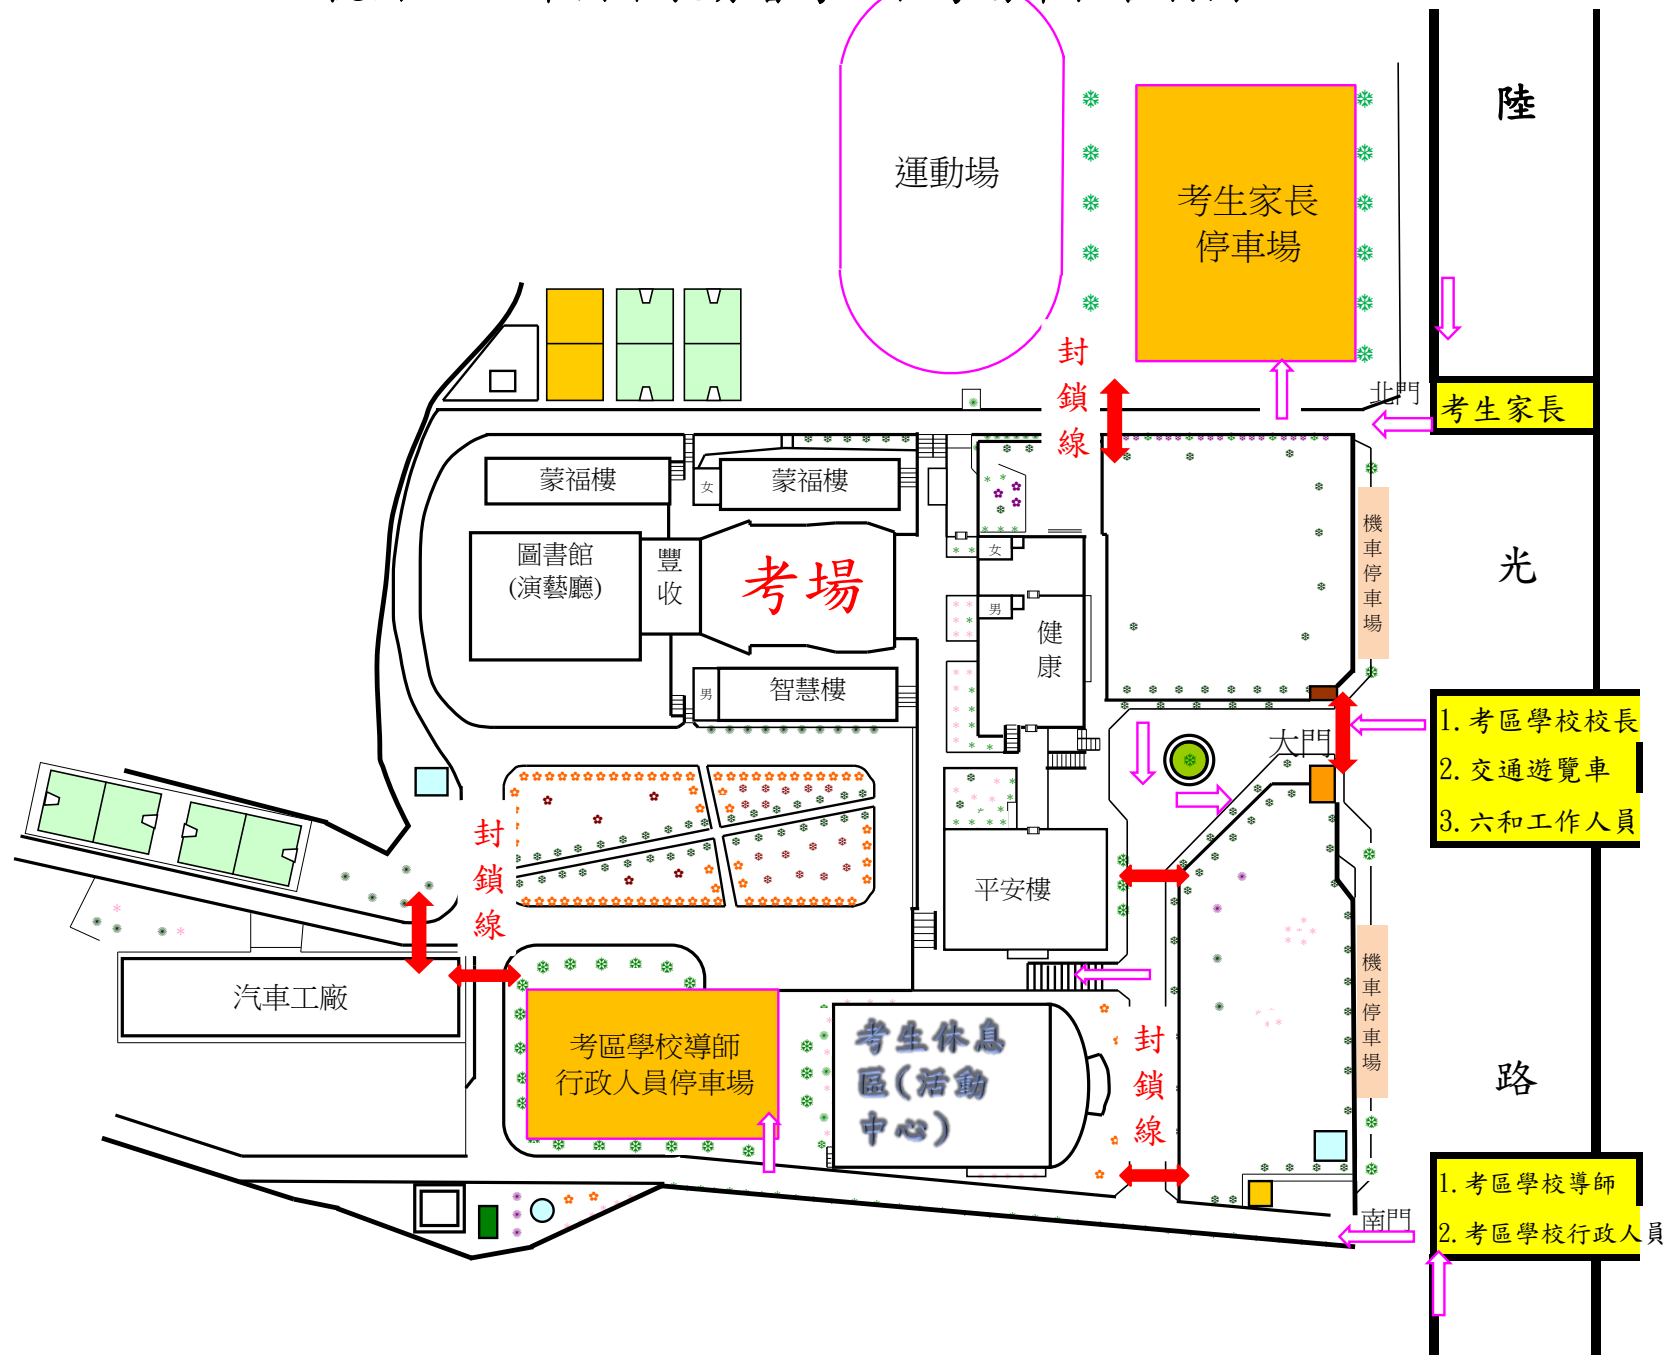 運動場
考生家長
停車場
陸
光
路
封
鎖
線
北門
考生家長
蒙福樓
女
蒙福樓
機
車
停
車
場
圖書館
(演藝廳)
豐
收
考場
女
男
健
康
男
智慧樓
大門
1.考區學校校長
2.交通遊覽車
3.六和工作人員
封
鎖
線
平安樓
機
車
停
車
場
汽車工廠
考區學校導師
行政人員停車場
考生休息
區(活動
中心)
封
鎖
線
南門
1.考區學校導師
2.考區學校行政人員